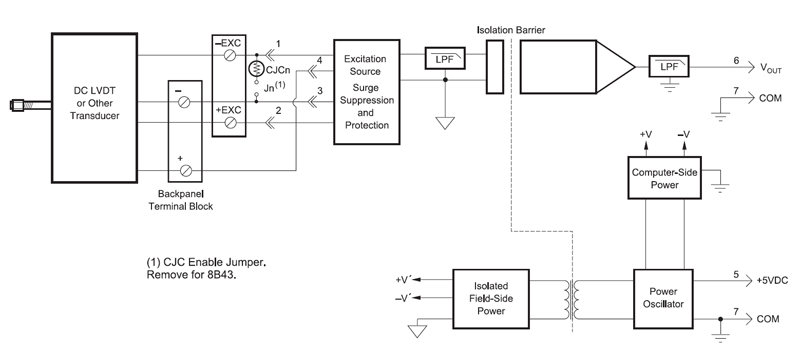 Isolation Barrier
–EXC
1
4
CJCn
Jn(1)
3
–
+EXC
2
+
DC LVDT
or Other
Transducer
Backpanel
Terminal Block
Excitation
Source
Surge
Suppression
and
Protection
LPF
LPF
6
VOUT
7
COM
+V
–V
Computer-Side
Power
(1) CJC Enable Jumper.
Remove for 8B43.
+V'
–V'
Isolated
Field-Side
Power
Power
Oscillator
5
+5VDC
7
COM